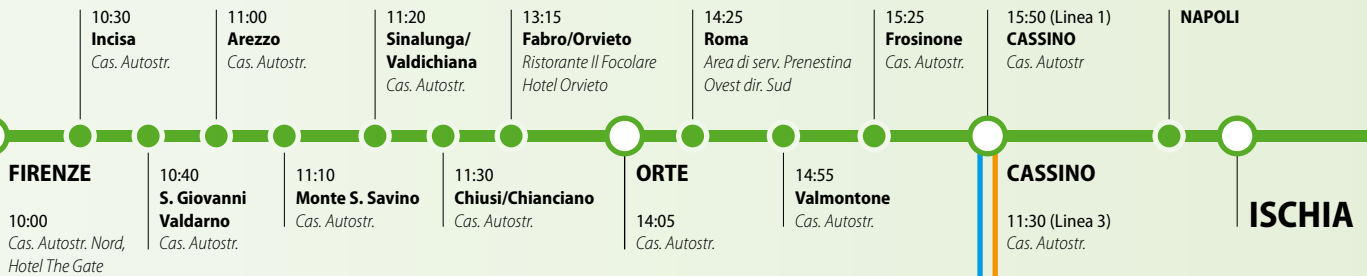 10:30
Incisa
Cas. Autostr.
11:00
Arezzo
Cas. Autostr.
11:20
Sinalunga/
Valdichiana
Cas. Autostr.
13:15
Fabro/Orvieto
Ristorante Il Focolare
Hotel Orvieto
14:25
Roma
Area di serv. Prenestina
Ovest dir. Sud
15:25
Frosinone
Cas. Autostr.
15:50 (Linea 1)
CASSINO
Cas. Autostr
NAPOLI
FIRENZE
10:00
Cas. Autostr. Nord,
Hotel The Gate
10:40
S. Giovanni
Valdarno
Cas. Autostr.
11:10
Monte S. Savino
Cas. Autostr.
11:30
Chiusi/Chianciano
Cas. Autostr.
ORTE
14:05
Cas. Autostr.
14:55
Valmontone
Cas. Autostr.
CASSINO
11:30 (Linea 3)
Cas. Autostr.
ISCHIA